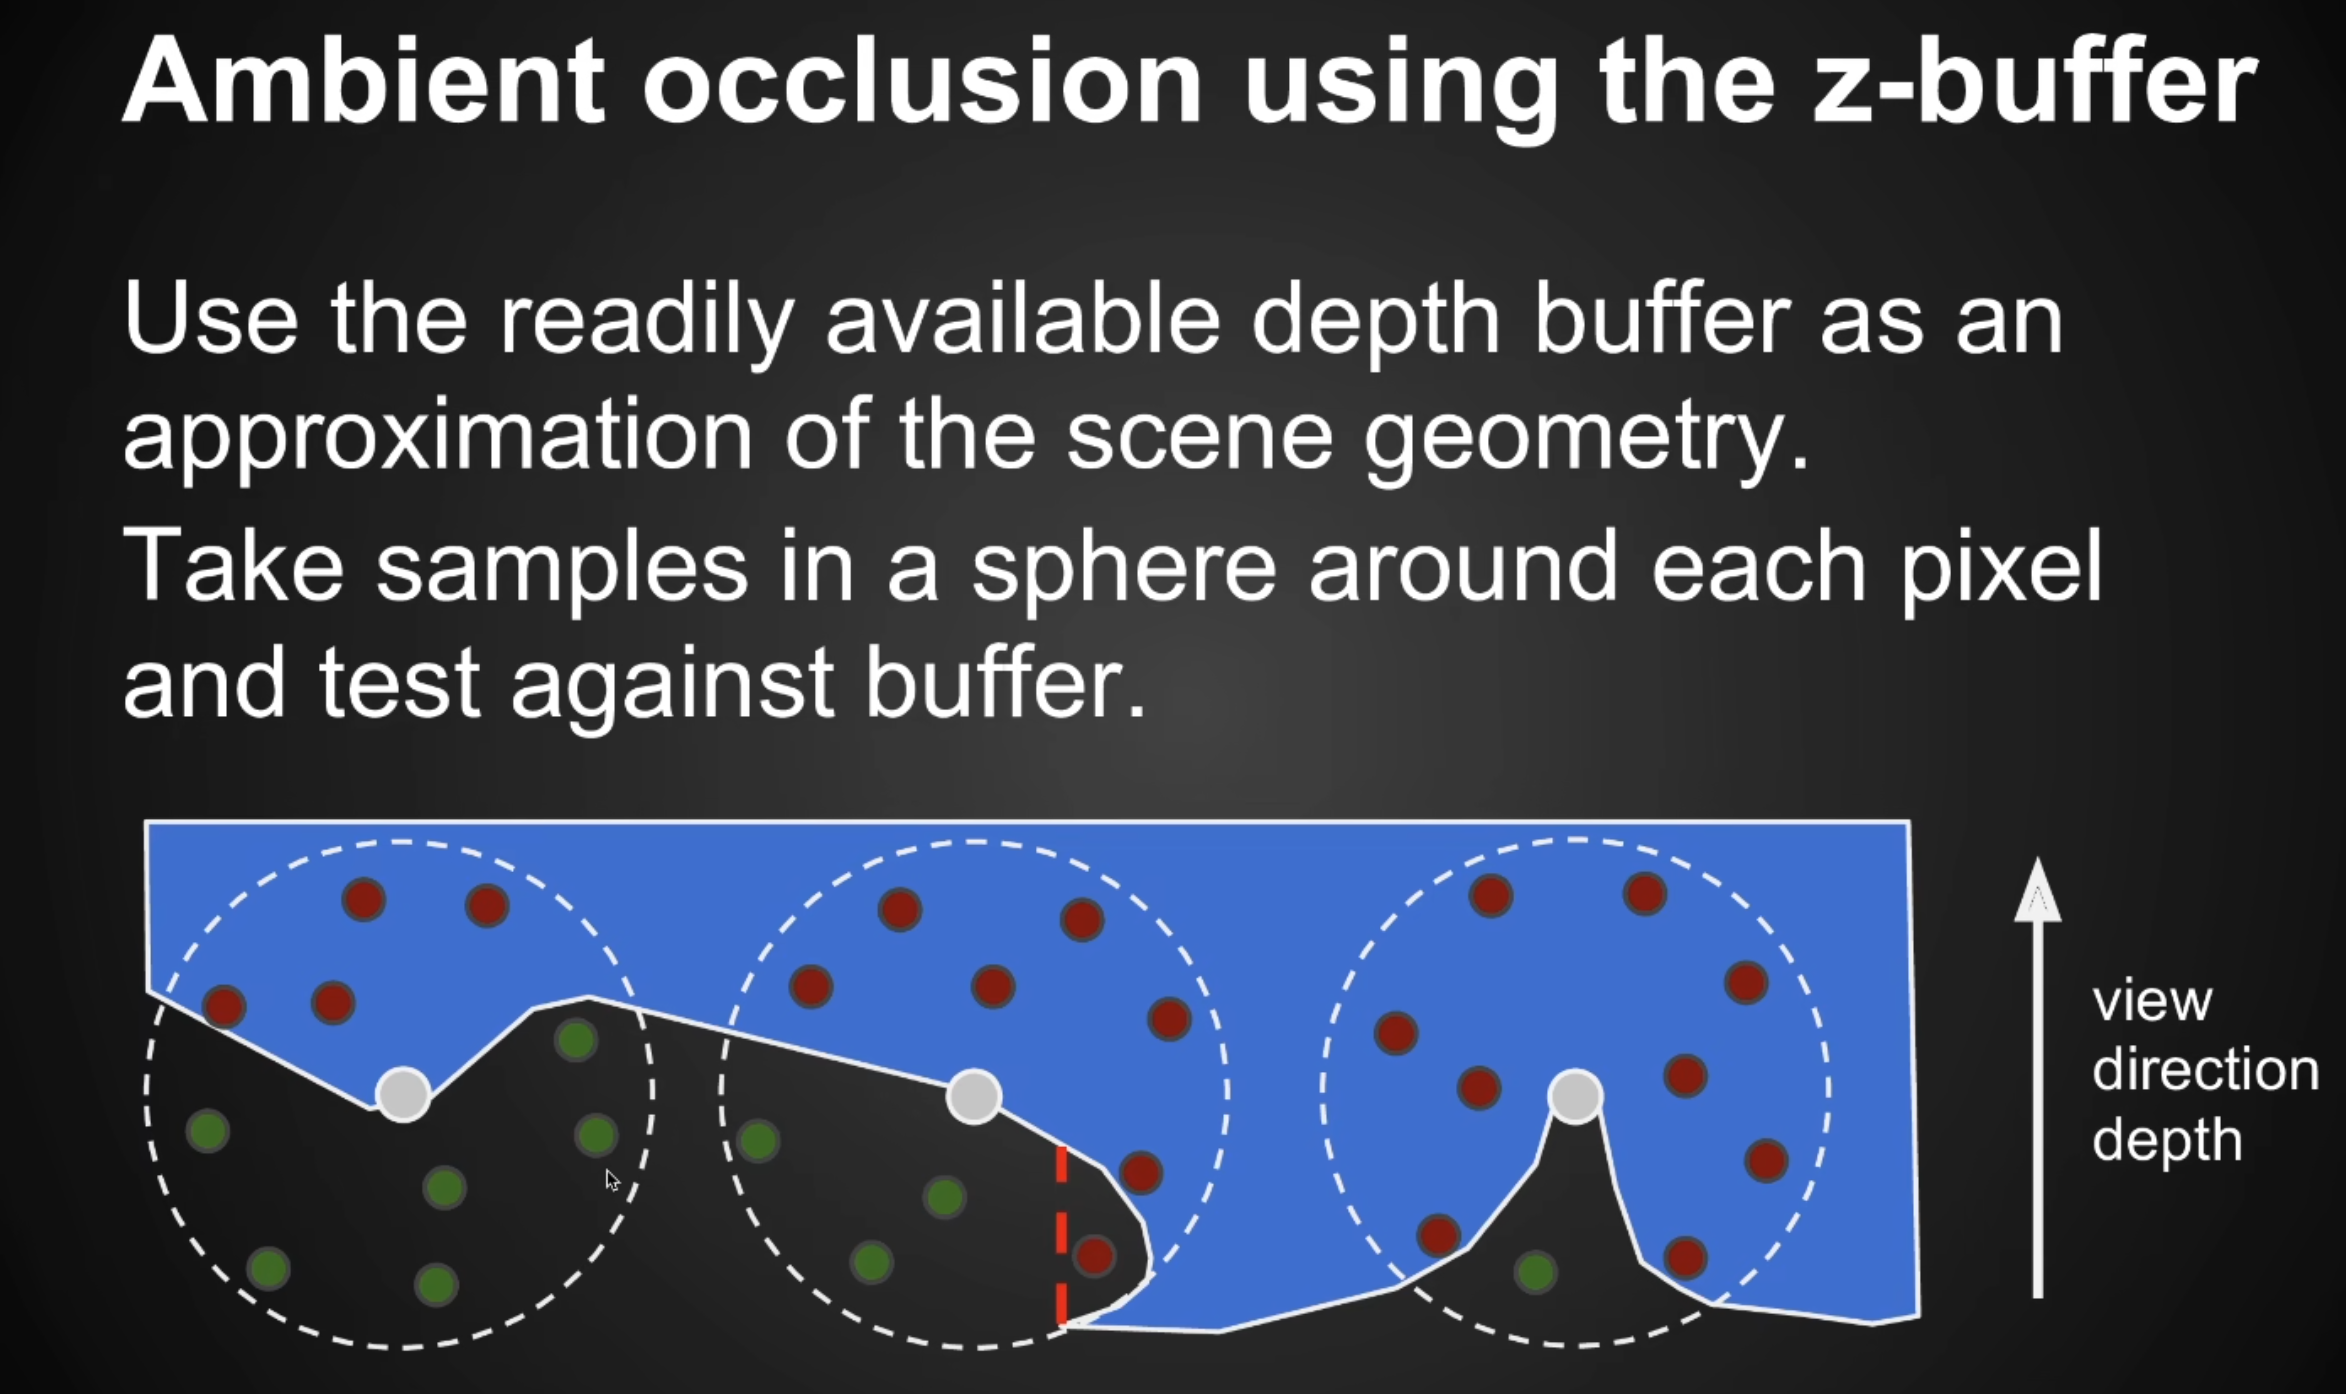 Ambient occlusion using the z-buffer
Use the readily available depth buffer as an
approximation of the scene geometry.
Take samples in a sphere around each pixel
and test against buffer.
view
direction
depth